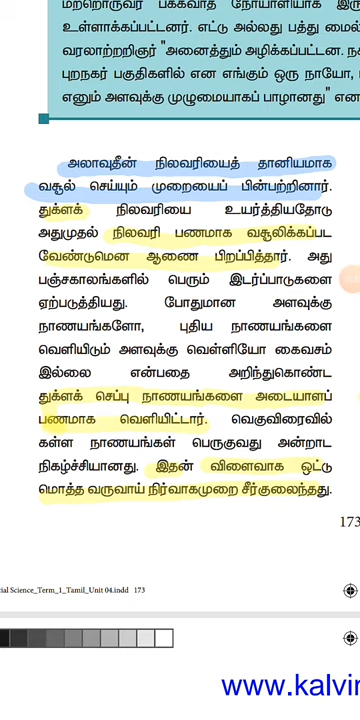 மற்றொருவர் பக்கவாத நோயாளியாக
உள்ளாக்கப்பட்டனர். எட்டு அல்லது பத்து மைல்
வரலாற்றறிஞர் "அனைத்தும் அழிக்கப்பட்டன. நக
புறநகர் பகுதிகளில் என எங்கும் ஒரு நாயோ,
எனும் அளவுக்கு முழுமையாகப் பாழானது" என
அலாவுதீன் நிலவரியைத் தானியமாக
வசூல் செய்யும் முறையைப் பின்பற்றினார்.
துக்ளக் நிலவரியை உயர்த்தியதோடு
அதுமுதல் நிலவரி பணமாக வசூலிக்கப்பட
வேண்டுமென ஆணை பிறப்பித்தார். அது
பஞ்சகாலங்களில் பெரும் இடர்ப்பாடுகளை
ஏற்படுத்தியது. போதுமான அளவுக்கு
நாணயங்களோ, புதிய நாணயங்களை
வெளியிடும் அளவுக்கு வெள்ளியோ கைவசம்
இல்லை என்பதை அறிந்துகொண்ட
துக்ளக் செப்பு நாணயங்களை அடையாளப்
பணமாக வெளியிட்டார். வெகுவிரைவில்
கள்ள நாணயங்கள் பெருகுவது அன்றாட
நிகழ்ச்சியானது. இதன் விளைவாக ஒட்டு
மொத்த வருவாய் நிர்வாகமுறை சீர்குலைந்தது.
173
cial Science_Term_1_Tamil_Unit 04.indd 173
www.kalvin